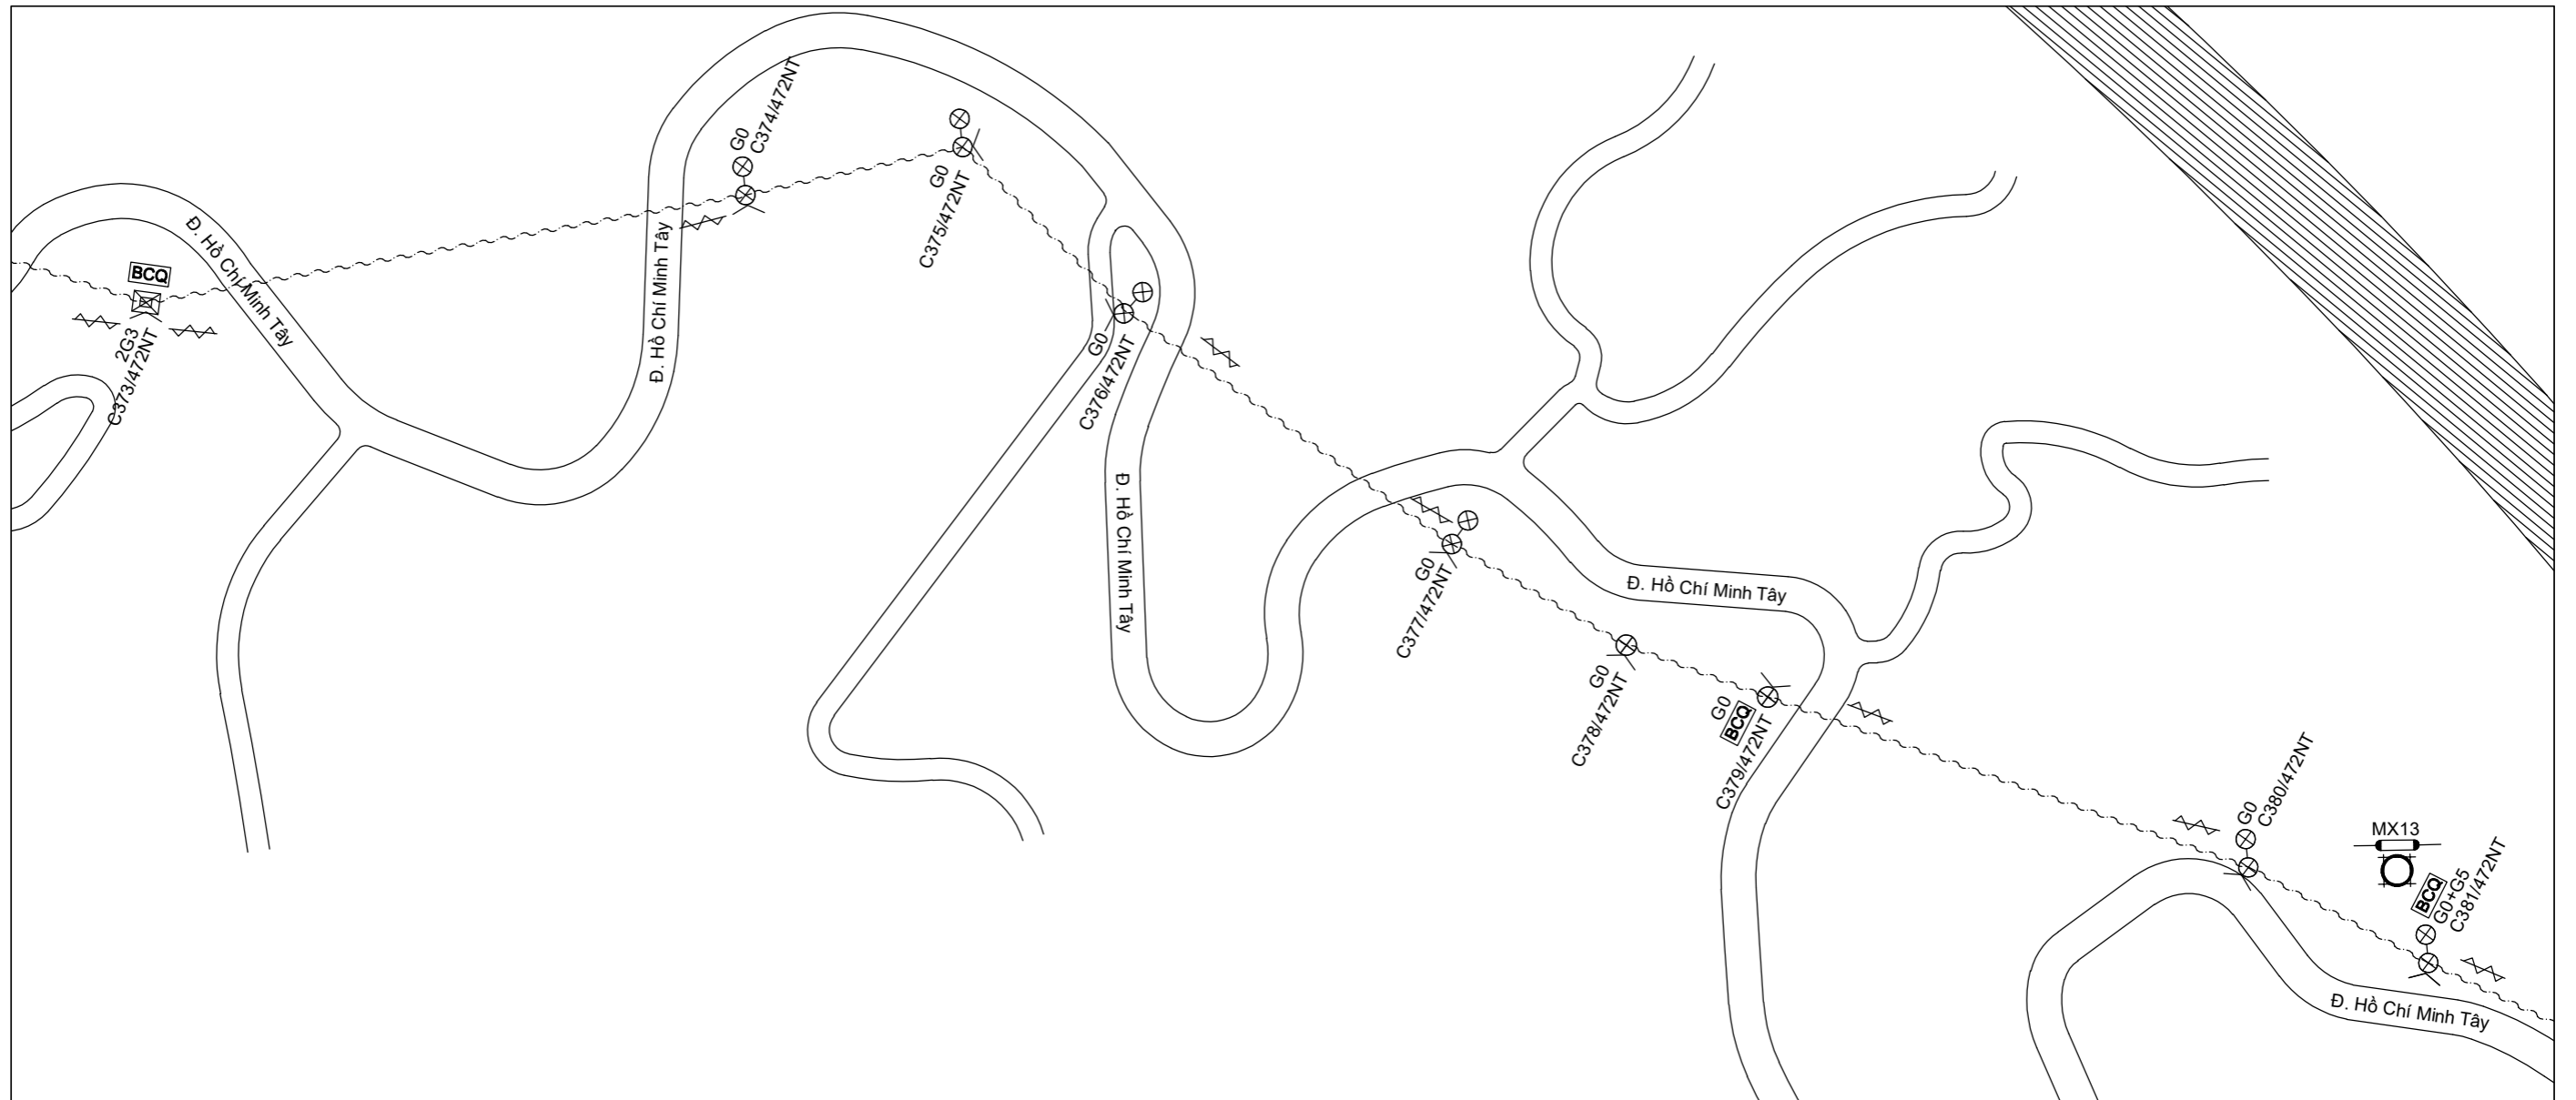 BCQ
2G3
C373/472NT
Đ. Hồ Chí Minh Tây
Đ. Hồ Chí Minh Tây
G0
C374/472NT
G0
C375/472NT
G0
C376/472NT
Đ. Hồ Chí Minh Tây
G0
C377/472NT
Đ. Hồ Chí Minh Tây
G0
C378/472NT
G0
BCQ
C379/472NT
G0
C380/472NT
MX13
BCQ
G0+G5
C381/472NT
Đ. Hồ Chí Minh Tây